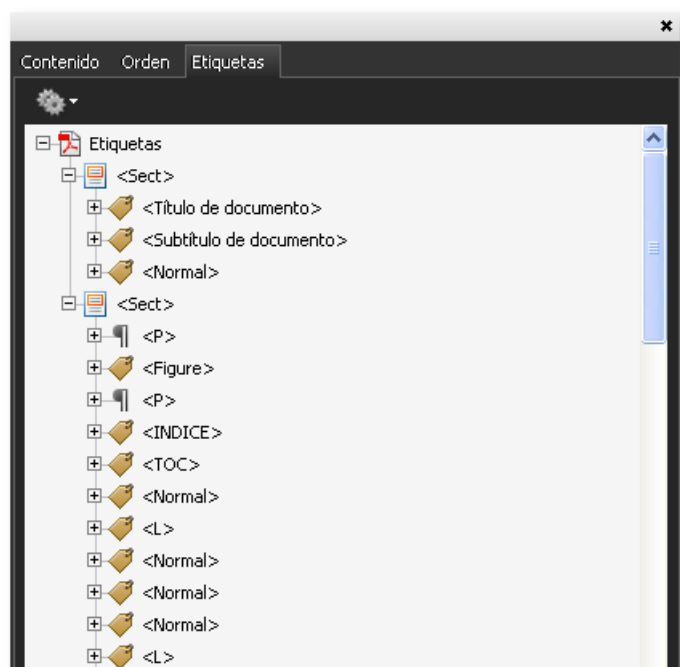 Contenido Orden Etiquetas
Etiquetas
<Sect>
<Título de documento>
<Subtítulo de documento>
<Normal>
<Sect>
<P>
<Figure>
<P>
<INDICE>
<TOC>
<Normal>
<L>
<Normal>
<Normal>
<Normal>
<L>